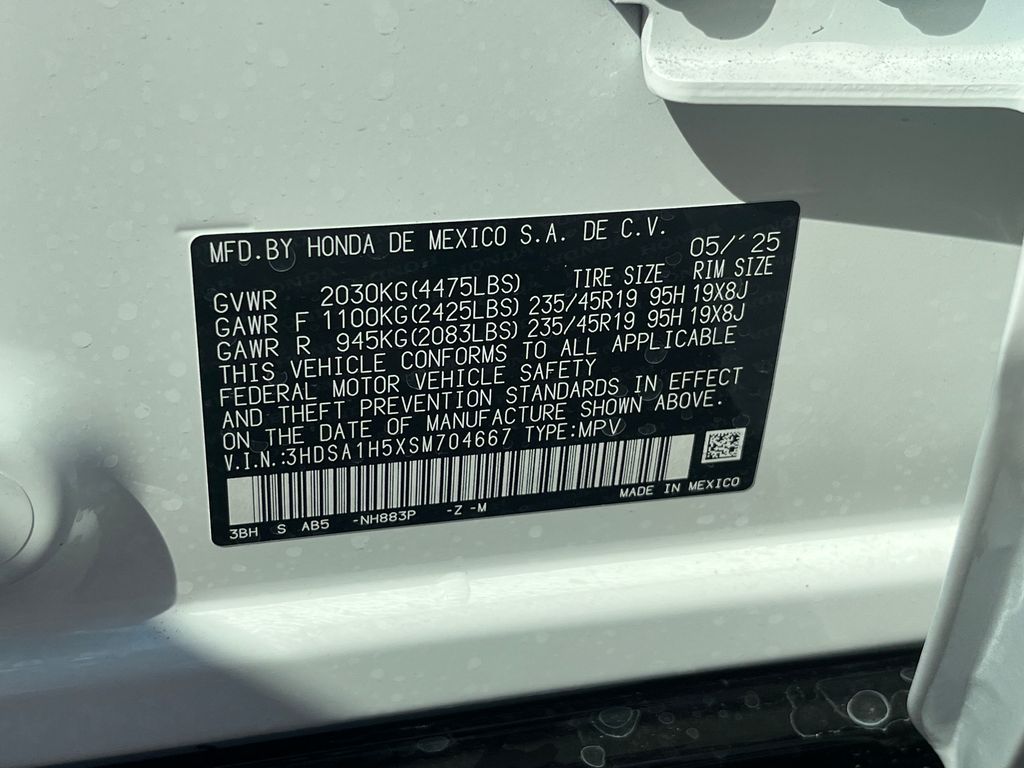 MFD.BY HONDA DE MEXICO S.A. DE C.V. 05/'25
TIRE SIZE RIM SIZE
GVWR 2030KG(4475LBS)
GAWR F 1100KG(2425LBS) 235/45R19 95H 19X8J
GAWR R 945KG(2083LBS) 235/45R19 95H 19X8J
THIS VEHICLE CONFORMS TO ALL APPLICABLE
FEDERAL MOTOR VEHICLE SAFETY
AND THEFT PREVENTION STANDARDS IN EFFECT
ON THE DATE OF MANUFACTURE SHOWN ABOVE.
V.I.N.:3HDSA1H5XSM704667 TYPE:MPV
MADE IN MEXICO
3BH S AB5 -NH883P -Z -M